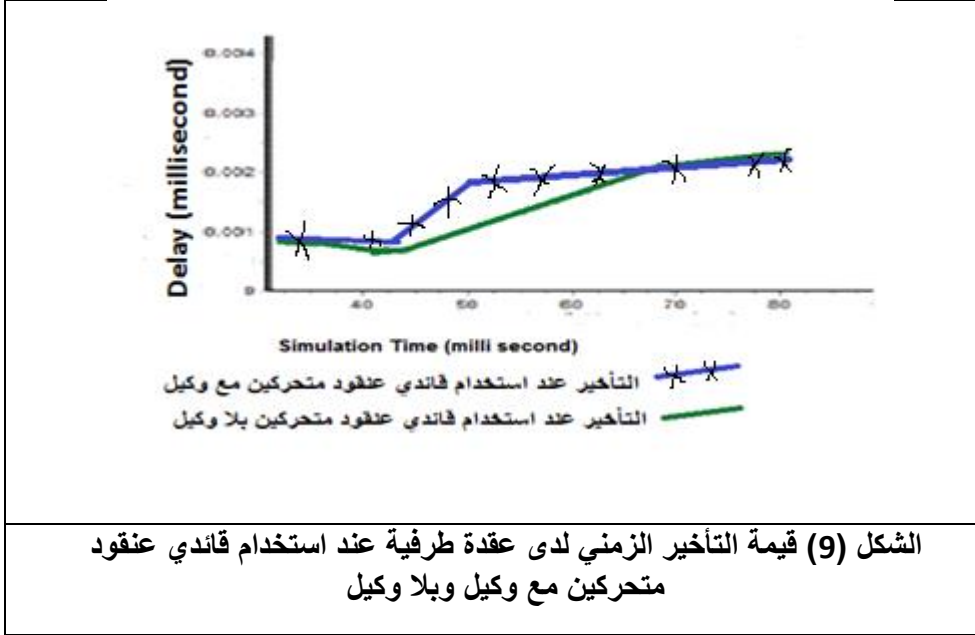 Delay (millisecond)
0.004
0.003
0.002
0.001
0
40 50 60 70 80
Simulation Time (milli second)
التأخير عند استخدام قائدي عنقود متحركين مع وكيل
التأخير عند استخدام قائدي عنقود متحركين بلا وكيل
الشكل (9) قيمة التأخير الزمني لدى عقدة طرفية عند استخدام قائدي عنقود
متحركين مع وكيل وبلا وكيل